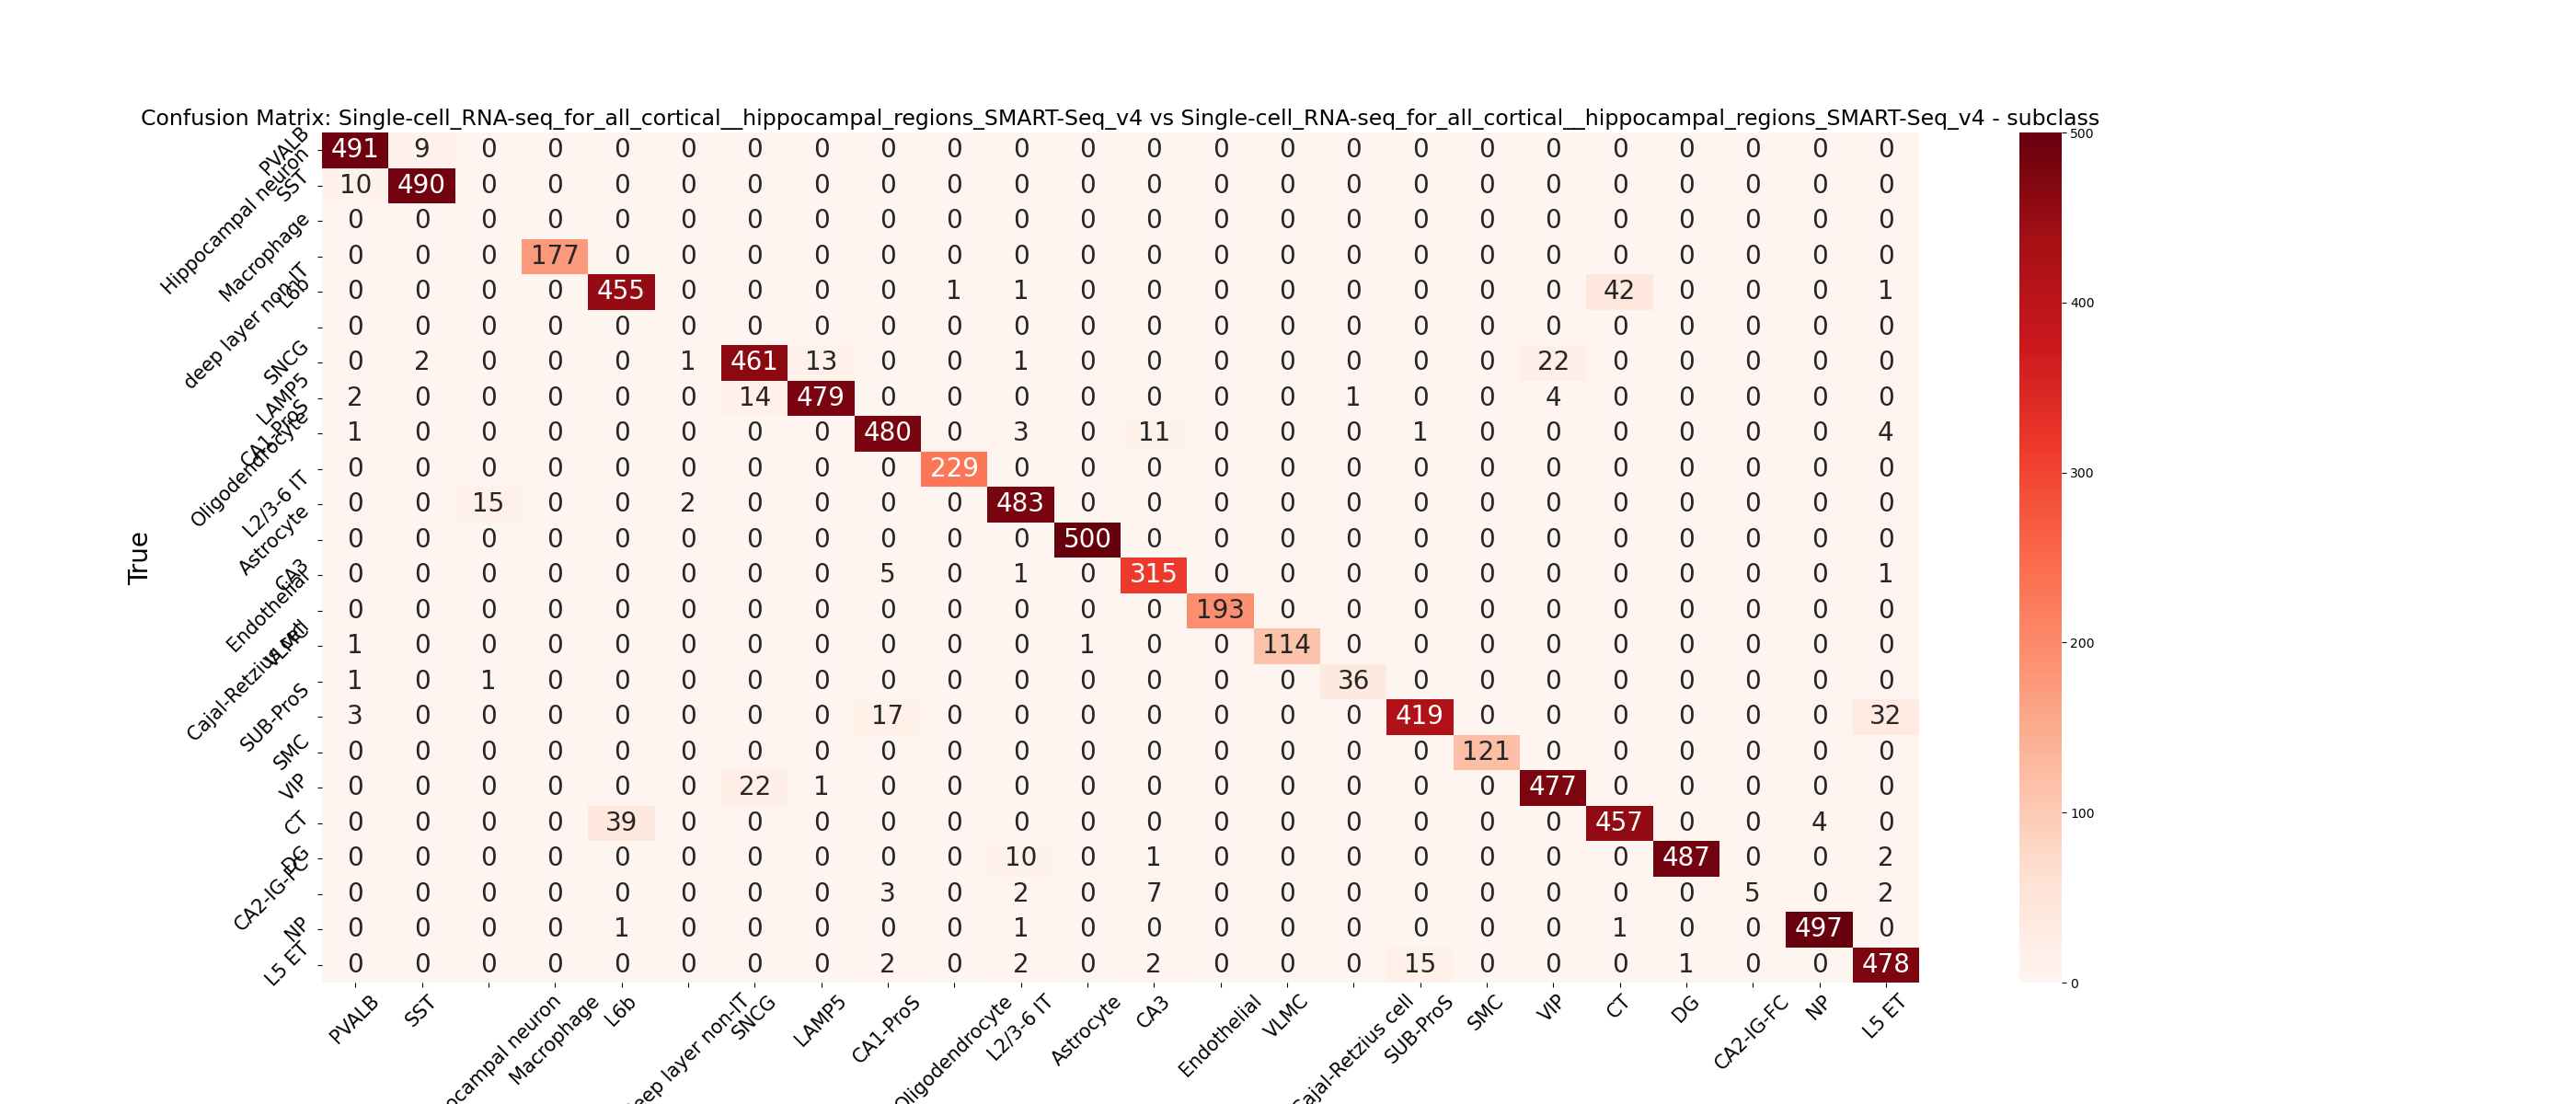 Confusion Matrix: Single-cell_RNA-seq_for_all_cortical__hippocampal_regions_SMART-Seq_v4 vs Single-cell_RNA-seq_for_all_cortical__hippocampal_regions_SMART-Seq_v4 - subclass
True
PVALB 491 9 0 0 0 0 0 0 0 0 0 0 0 0 0 0 0 0 0 0 0 0 0 0
SST 10 490 0 0 0 0 0 0 0 0 0 0 0 0 0 0 0 0 0 0 0 0 0 0
Hippocampal neuron 0 0 0 0 0 0 0 0 0 0 0 0 0 0 0 0 0 0 0 0 0 0 0 0
Macrophage 0 0 0 177 0 0 0 0 0 0 0 0 0 0 0 0 0 0 0 0 0 0 0 0
L6b 0 0 0 0 455 0 0 0 0 1 1 0 0 0 0 0 0 0 0 42 0 0 0 1
deep layer non-IT 0 0 0 0 0 0 0 0 0 0 0 0 0 0 0 0 0 0 0 0 0 0 0 0
SNCG 0 2 0 0 0 1 461 13 0 0 1 0 0 0 0 0 0 0 22 0 0 0 0 0
LAMP5 2 0 0 0 0 0 14 479 0 0 0 0 0 0 0 1 0 0 4 0 0 0 0 0
CA1-ProS 1 0 0 0 0 0 0 0 480 0 3 0 11 0 0 0 1 0 0 0 0 0 0 4
Oligodendrocyte 0 0 0 0 0 0 0 0 0 229 0 0 0 0 0 0 0 0 0 0 0 0 0 0
L2/3-6 IT 0 0 15 0 0 2 0 0 0 0 483 0 0 0 0 0 0 0 0 0 0 0 0 0
Astrocyte 0 0 0 0 0 0 0 0 0 0 0 500 0 0 0 0 0 0 0 0 0 0 0 0
CA3 0 0 0 0 0 0 0 0 5 0 1 0 315 0 0 0 0 0 0 0 0 0 0 1
Endothelial 0 0 0 0 0 0 0 0 0 0 0 0 0 193 0 0 0 0 0 0 0 0 0 0
VLMC 1 0 0 0 0 0 0 0 0 0 0 1 0 0 114 0 0 0 0 0 0 0 0 0
Cajal-Retzius cell 1 0 1 0 0 0 0 0 0 0 0 0 0 0 0 36 0 0 0 0 0 0 0 0
SUB-ProS 3 0 0 0 0 0 0 0 17 0 0 0 0 0 0 0 419 0 0 0 0 0 0 32
SMC 0 0 0 0 0 0 0 0 0 0 0 0 0 0 0 0 0 121 0 0 0 0 0 0
VIP 0 0 0 0 0 0 22 1 0 0 0 0 0 0 0 0 0 0 477 0 0 0 0 0
CT 0 0 0 0 39 0 0 0 0 0 0 0 0 0 0 0 0 0 0 457 0 0 4 0
DG 0 0 0 0 0 0 0 0 0 0 10 0 1 0 0 0 0 0 0 0 487 0 0 2
CA2-IG-FC 0 0 0 0 0 0 0 0 3 0 2 0 7 0 0 0 0 0 0 0 0 5 0 2
NP 0 0 0 0 1 0 0 0 0 0 1 0 0 0 0 0 0 0 0 1 0 0 497 0
L5 ET 0 0 0 0 0 0 0 0 2 0 2 0 2 0 0 0 15 0 0 0 1 0 0 478
PVALB SST ocampal neuron Macrophage L6b eep layer non-IT SNCG LAMP5 CA1-ProS Oligodendrocyte L2/3-6 IT Astrocyte CA3 Endothelial VLMC Cajal-Retzius cell SUB-ProS SMC VIP CT DG CA2-IG-FC NP L5 ET
500
400
300
200
100
0